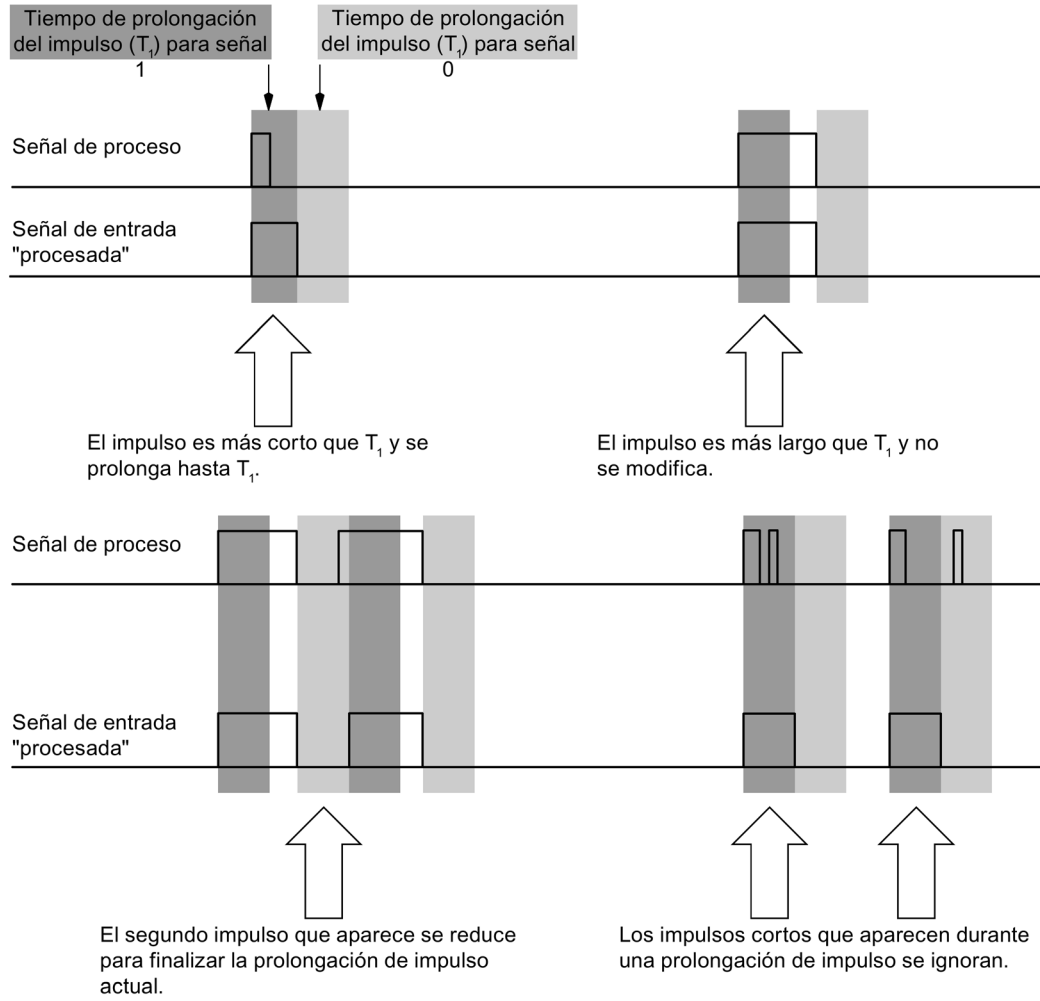 Tiempo de prolongación
del impulso (T₁) para señal
1
Tiempo de prolongación
del impulso (T₁) para señal
0
Señal de proceso
Señal de entrada
"procesada"
El impulso es más corto que T₁ y se
prolonga hasta T₁.
El impulso es más largo que T₁ y no
se modifica.
Señal de proceso
Señal de entrada
"procesada"
El segundo impulso que aparece se reduce
para finalizar la prolongación de impulso
actual.
Los impulsos cortos que aparecen durante
una prolongación de impulso se ignoran.